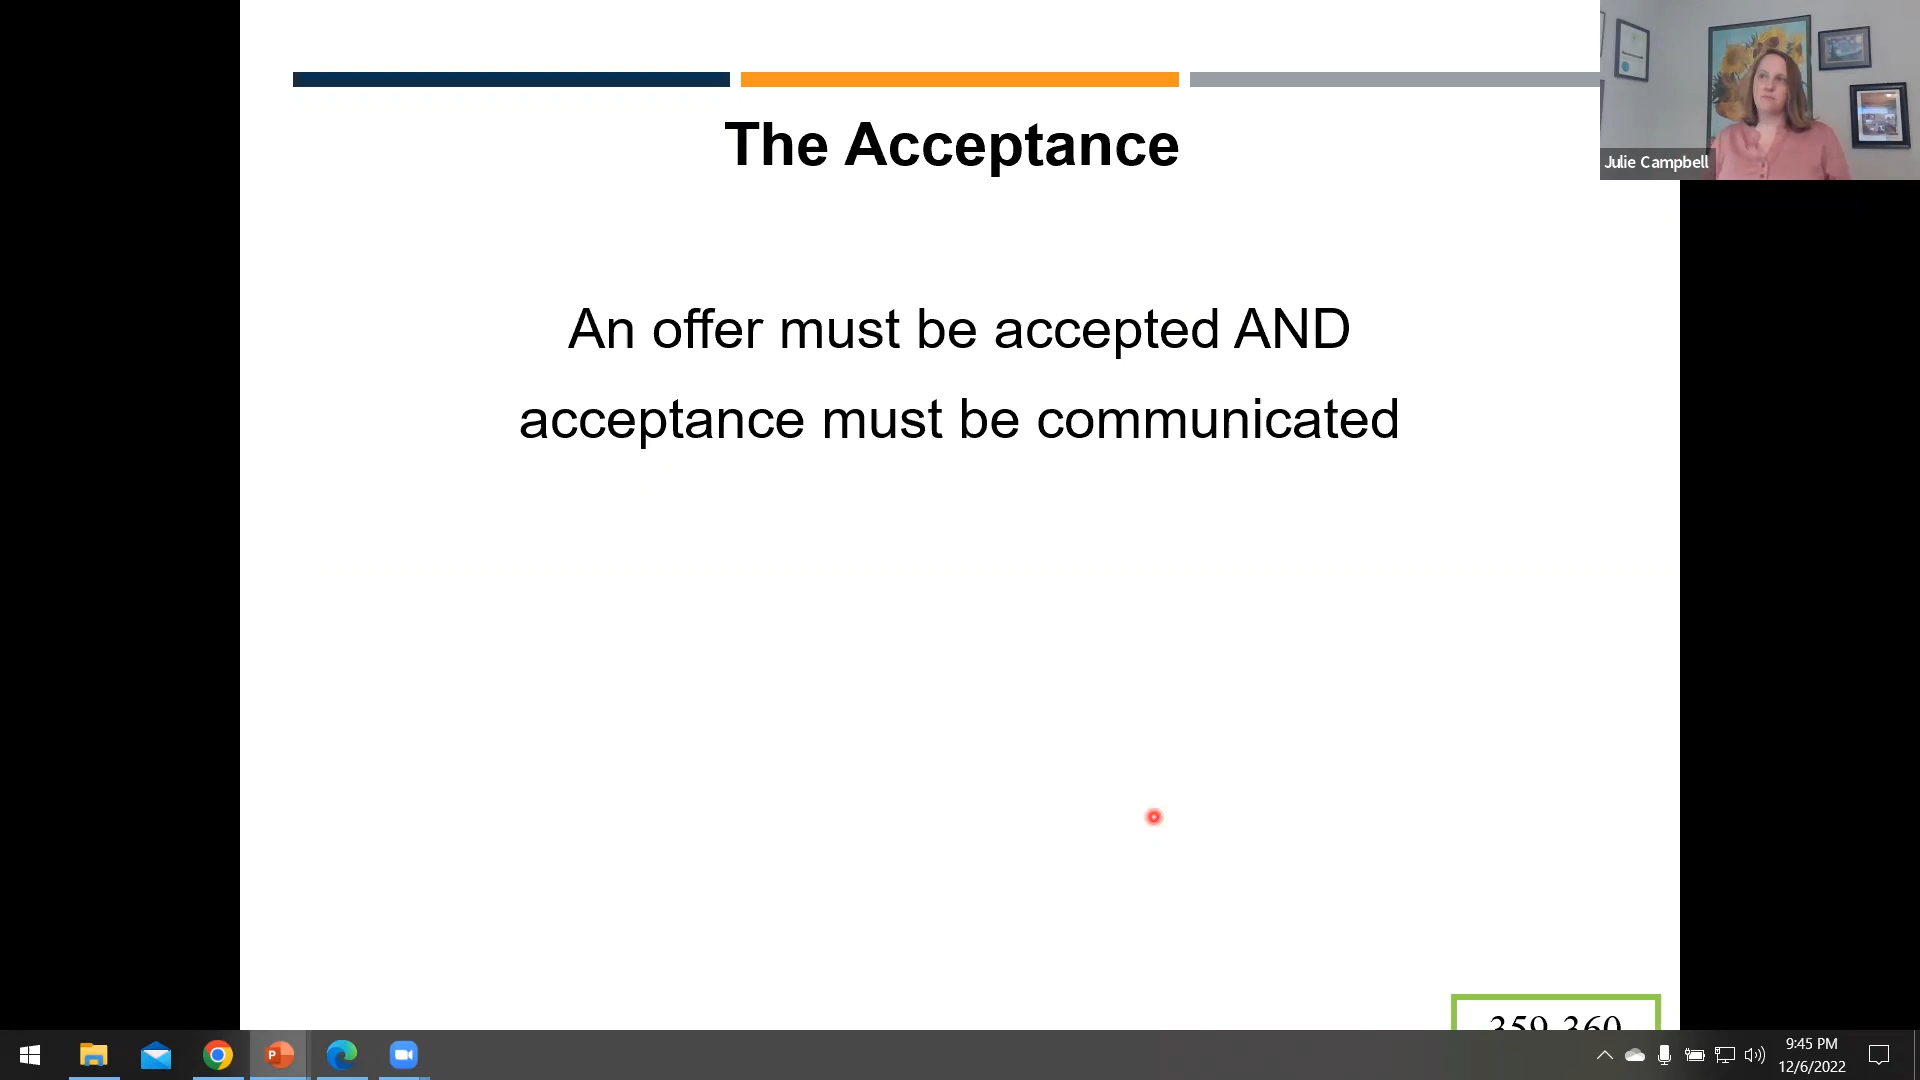 The Acceptance
An offer must be accepted AND
acceptance must be communicated
Julie Campbell
359-360
9:45 PM
12/6/2022